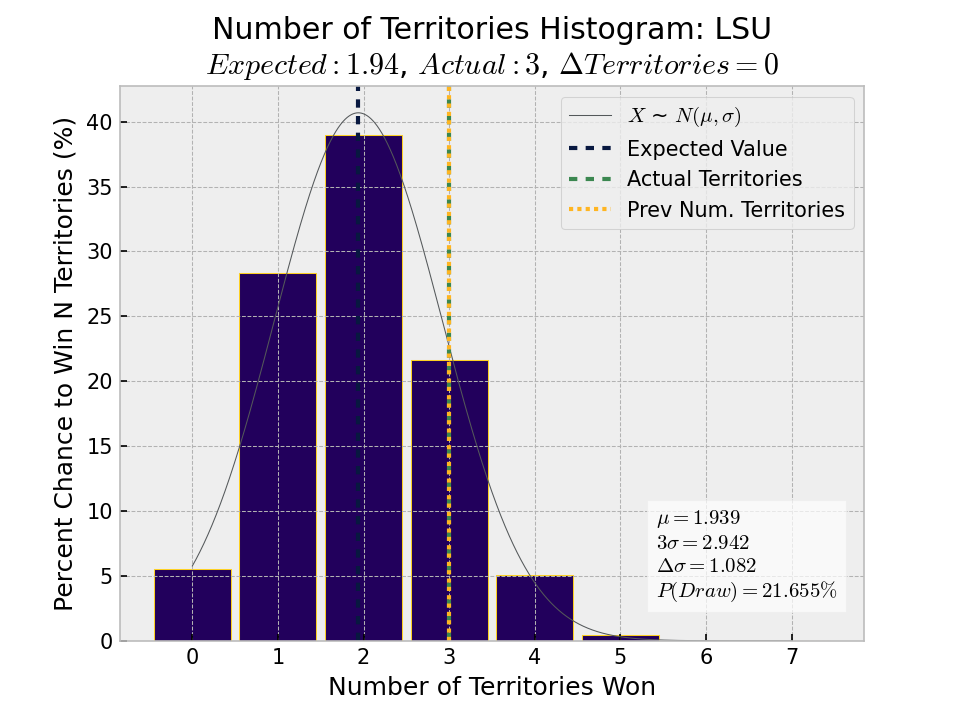 Number of Territories Histogram: LSU
Expected : 1.94, Actual : 3, ΔTerritories = 0
Percent Chance to Win N Territories (%)
40
35
30
25
20
15
10
5
0
X ∼ N(μ, σ)
Expected Value
Actual Territories
Prev Num. Territories
μ = 1.939
3σ = 2.942
Δσ = 1.082
P(Draw) = 21.655%
0 1 2 3 4 5 6 7
Number of Territories Won